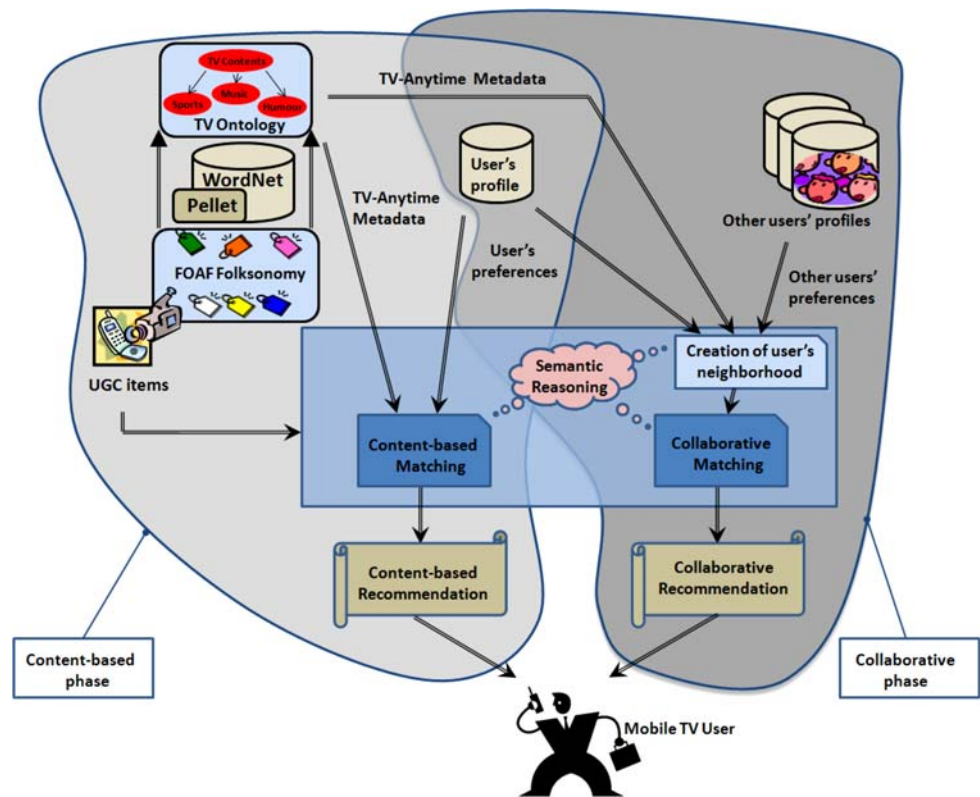 TV Contents
Sports
Music
Humour
TV Ontology
TV-Anytime Metadata
WordNet
Pellet
User's
profile
TV-Anytime
Metadata
Other users' profiles
FOAF Folksonomy
User's
preferences
Other users'
preferences
UGC items
Semantic
Reasoning
Creation of user's
neighborhood
Content-based
Matching
Collaborative
Matching
Content-based
Recommendation
Collaborative
Recommendation
Content-based
phase
Collaborative
phase
Mobile TV User